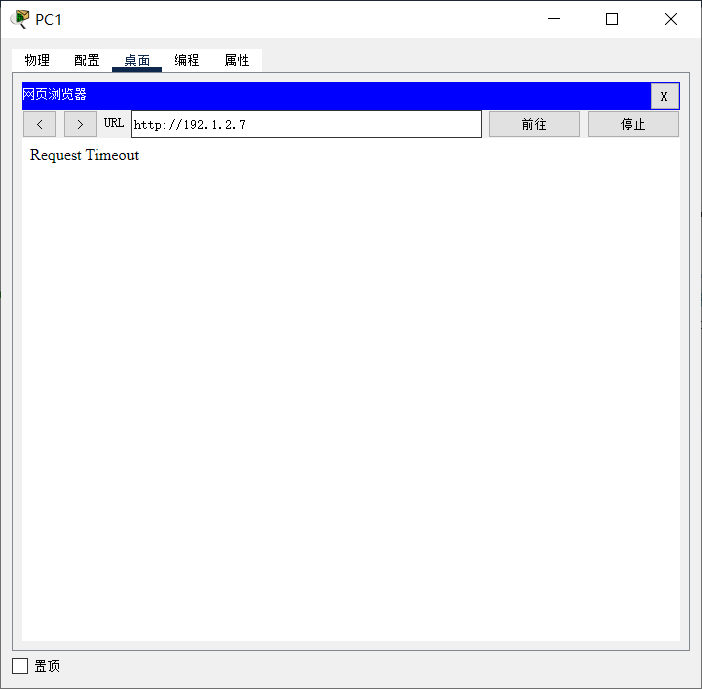 PC1
物理 配置 桌面 编程 属性
网页浏览器 X
< > URL http://192.1.2.7 前往 停止
Request Timeout
置顶